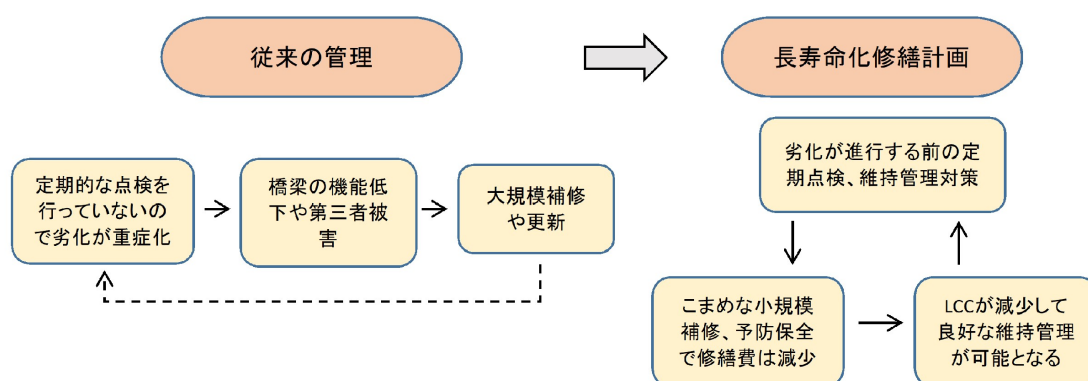 従来の管理
長寿命化修繕計画
定期的な点検を
行っていないの
で劣化が重症化
橋梁の機能低
下や第三者被
害
大規模補修
や更新
劣化が進行する前の定
期点検、維持管理対策
こまめな小規模
補修、予防保全
で修繕費は減少
LCCが減少して
良好な維持管理
が可能となる